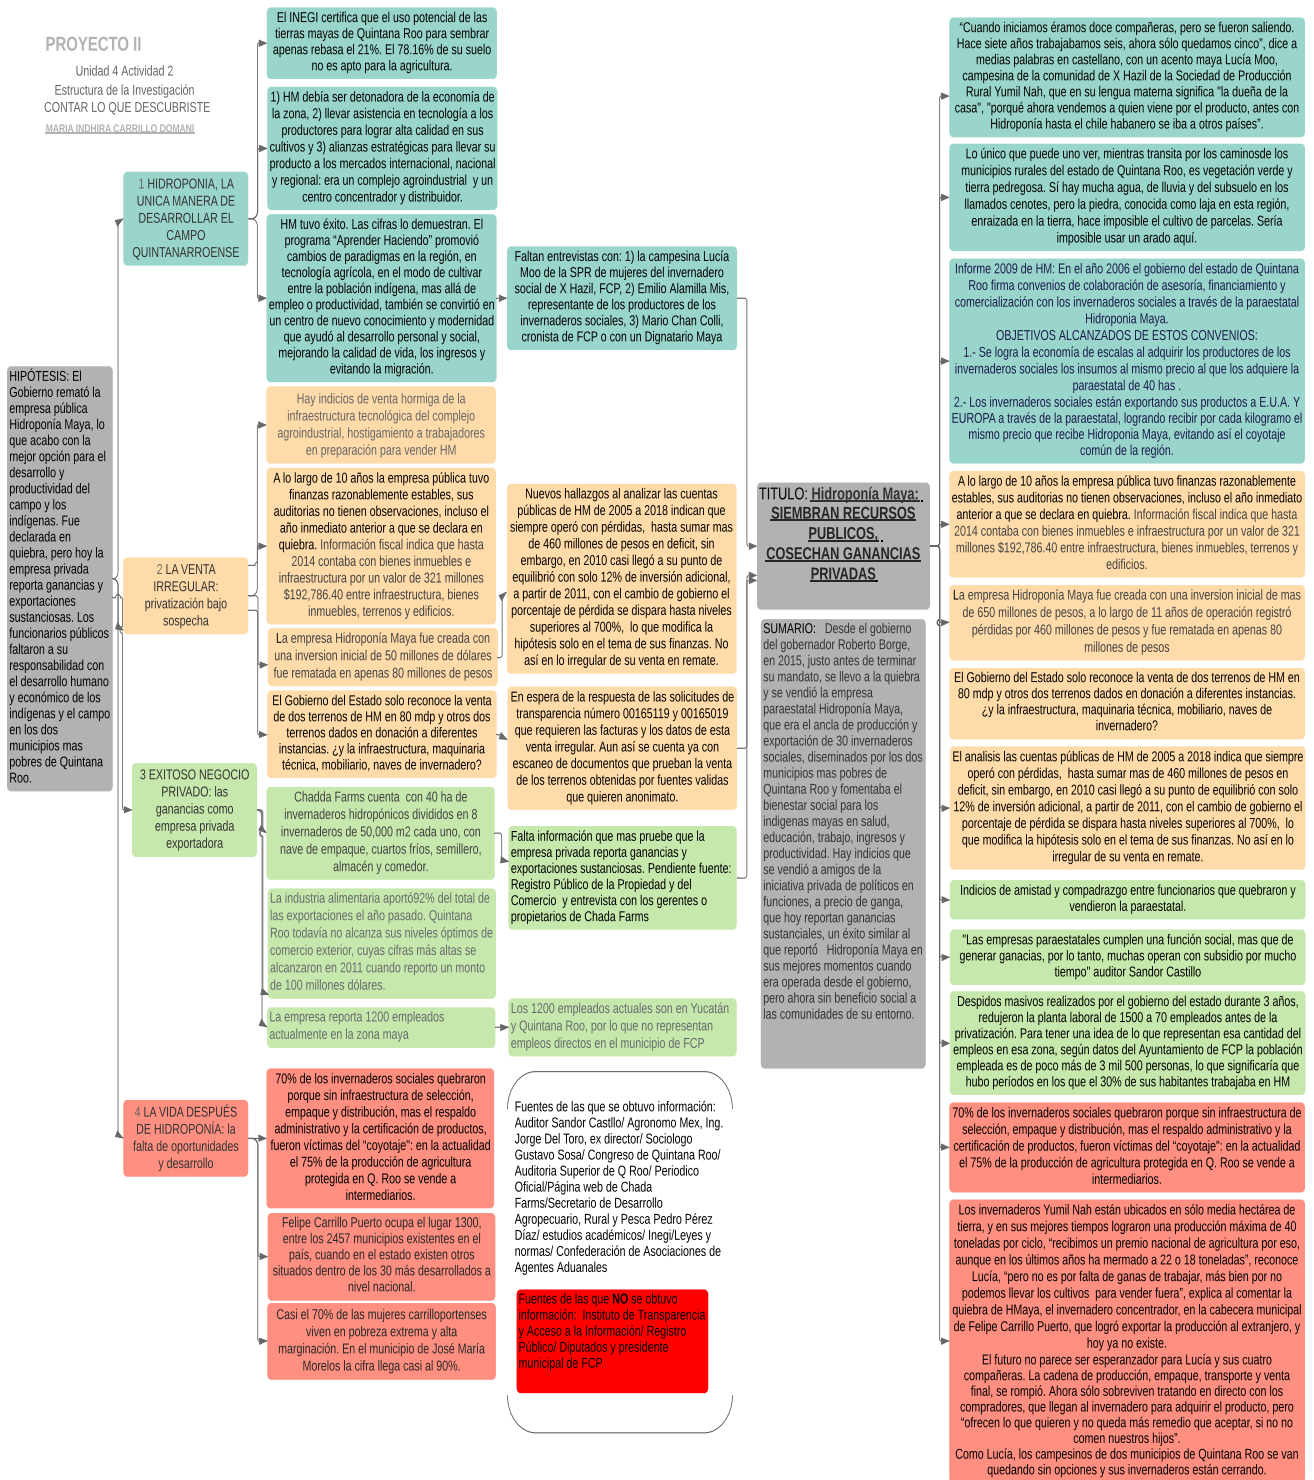 PROYECTO II
Unidad 4 Actividad 2
Estructura de la Investigación
CONTAR LO QUE DESCUBRISTE
MARIA INDHIRA CARRILLO DOMANI
HIPÓTESIS: El
Gobierno remató la
empresa pública
Hidroponía Maya, lo
que acabo con la
mejor opción para el
desarrollo y
productividad del
campo y los
indígenas. Fue
declarada en
quiebra, pero hoy la
empresa privada
reporta ganancias y
exportaciones
sustanciosas. Los
funcionarios públicos
faltaron a su
responsabilidad con
el desarrollo humano
y económico de los
indígenas y el campo
en los dos
municipios mas
pobres de Quintana
Roo.
1 HIDROPONIA, LA
UNICA MANERA DE
DESARROLLAR EL
CAMPO
QUINTANARROENSE
El INEGI certifica que el uso potencial de las
tierras mayas de Quintana Roo para sembrar
apenas rebasa el 21%. El 78.16% de su suelo
no es apto para la agricultura.
1) HM debía ser detonadora de la economía de
la zona, 2) llevar asistencia en tecnología a los
productores para lograr alta calidad en sus
cultivos y 3) alianzas estratégicas para llevar su
producto a los mercados internacional, nacional
y regional: era un complejo agroindustrial y un
centro concentrador y distribuidor.
HM tuvo éxito. Las cifras lo demuestran. El
programa “Aprender Haciendo” promovió
cambios de paradigmas en la región, en
tecnología agrícola, en el modo de cultivar
entre la población indígena, mas allá de
empleo o productividad, también se convirtió en
un centro de nuevo conocimiento y modernidad
que ayudó al desarrollo personal y social,
mejorando la calidad de vida, los ingresos y
evitando la migración.
Faltan entrevistas con: 1) la campesina Lucía
Moo de la SPR de mujeres del invernadero
social de X Hazil, FCP, 2) Emilio Alamilla Mis,
representante de los productores de los
invernaderos sociales, 3) Mario Chan Colli,
cronista de FCP o con un Dignatario Maya
2 LA VENTA
IRREGULAR:
privatización bajo
sospecha
Hay indicios de venta hormiga de la
infraestructura tecnológica del complejo
agroindustrial, hostigamiento a trabajadores
en preparación para vender HM
A lo largo de 10 años la empresa pública tuvo
finanzas razonablemente estables, sus
auditorias no tienen observaciones, incluso el
año inmediato anterior a que se declara en
quiebra. Información fiscal indica que hasta
2014 contaba con bienes inmuebles e
infraestructura por un valor de 321 millones
$192,786.40 entre infraestructura, bienes
inmuebles, terrenos y edificios.
La empresa Hidroponía Maya fue creada con
una inversion inicial de 50 millones de dólares
fue rematada en apenas 80 millones de pesos
El Gobierno del Estado solo reconoce la venta
de dos terrenos de HM en 80 mdp y otros dos
terrenos dados en donación a diferentes
instancias. ¿y la infraestructura, maquinaria
técnica, mobiliario, naves de invernadero?
Nuevos hallazgos al analizar las cuentas
públicas de HM de 2005 a 2018 indican que
siempre operó con pérdidas, hasta sumar mas
de 460 millones de pesos en deficit, sin
embargo, en 2010 casi llegó a su punto de
equilibrió con solo 12% de inversión adicional,
a partir de 2011, con el cambio de gobierno el
porcentaje de pérdida se dispara hasta niveles
superiores al 700%, lo que modifica la
hipótesis solo en el tema de sus finanzas. No
así en lo irregular de su venta en remate.
En espera de la respuesta de las solicitudes de
transparencia número 00165119 y 00165019
que requieren las facturas y los datos de esta
venta irregular. Aun así se cuenta ya con
escaneo de documentos que prueban la venta
de los terrenos obtenidas por fuentes validas
que quieren anonimato.
3 EXITOSO NEGOCIO
PRIVADO: las
ganancias como
empresa privada
exportadora
Chadda Farms cuenta con 40 ha de
invernaderos hidropónicos divididos en 8
invernaderos de 50,000 m2 cada uno, con
nave de empaque, cuartos fríos, semillero,
almacén y comedor.
La industria alimentaria aportó92% del total de
las exportaciones el año pasado. Quintana
Roo todavía no alcanza sus niveles óptimos de
comercio exterior, cuyas cifras más altas se
alcanzaron en 2011 cuando reporto un monto
de 100 millones dólares.
La empresa reporta 1200 empleados
actualmente en la zona maya
Falta información que mas pruebe que la
empresa privada reporta ganancias y
exportaciones sustanciosas. Pendiente fuente:
Registro Público de la Propiedad y del
Comercio y entrevista con los gerentes o
propietarios de Chada Farms
Los 1200 empleados actuales son en Yucatán
y Quintana Roo, por lo que no representan
empleos directos en el municipio de FCP
4 LA VIDA DESPUÉS
DE HIDROPONÍA: la
falta de oportunidades
y desarrollo
70% de los invernaderos sociales quebraron
porque sin infraestructura de selección,
empaque y distribución, mas el respaldo
administrativo y la certificación de productos,
fueron víctimas del “coyotaje”: en la actualidad
el 75% de la producción de agricultura
protegida en Q. Roo se vende a
intermediarios.
Felipe Carrillo Puerto ocupa el lugar 1300,
entre los 2457 municipios existentes en el
país, cuando en el estado existen otros
situados dentro de los 30 más desarrollados a
nivel nacional.
Casi el 70% de las mujeres carrilloportenses
viven en pobreza extrema y alta
marginación. En el municipio de José María
Morelos la cifra llega casi al 90%.
Fuentes de las que se obtuvo información:
Auditor Sandor Castllo/ Agronomo Mex, Ing.
Jorge Del Toro, ex director/ Sociologo
Gustavo Sosa/ Congreso de Quintana Roo/
Auditoria Superior de Q Roo/ Periodico
Oficial/Página web de Chada
Farms/Secretario de Desarrollo
Agropecuario, Rural y Pesca Pedro Pérez
Díaz/ estudios académicos/ Inegi/Leyes y
normas/ Confederación de Asociaciones de
Agentes Aduanales
Fuentes de las que NO se obtuvo
información: Instituto de Transparencia
y Acceso a la Información/ Registro
Público/ Diputados y presidente
municipal de FCP
TITULO: Hidroponía Maya:
SIEMBRAN RECURSOS
PUBLICOS,
COSECHAN GANANCIAS
PRIVADAS
SUMARIO: Desde el gobierno
del gobernador Roberto Borge,
en 2015, justo antes de terminar
su mandato, se llevo a la quiebra
y se vendió la empresa
paraestatal Hidroponía Maya,
que era el ancla de producción y
exportación de 30 invernaderos
sociales, diseminados por los dos
municipios mas pobres de
Quintana Roo y fomentaba el
bienestar social para los
indigenas mayas en salud,
educación, trabajo, ingresos y
productividad. Hay indicios que
se vendió a amigos de la
iniciativa privada de políticos en
funciones, a precio de ganga,
que hoy reportan ganancias
sustanciales, un éxito similar al
que reportó Hidroponía Maya en
sus mejores momentos cuando
era operada desde el gobierno,
pero ahora sin beneficio social a
las comunidades de su entorno.
“Cuando iniciamos éramos doce compañeras, pero se fueron saliendo.
Hace siete años trabajabamos seis, ahora sólo quedamos cinco”, dice a
medias palabras en castellano, con un acento maya Lucía Moo,
campesina de la comunidad de X Hazil de la Sociedad de Producción
Rural Yumil Nah, que en su lengua materna significa "la dueña de la
casa", "porqué ahora vendemos a quien viene por el producto, antes con
Hidroponía hasta el chile habanero se iba a otros países”.
Lo único que puede uno ver, mientras transita por los caminosde los
municipios rurales del estado de Quintana Roo, es vegetación verde y
tierra pedregosa. Sí hay mucha agua, de lluvia y del subsuelo en los
llamados cenotes, pero la piedra, conocida como laja en esta región,
enraizada en la tierra, hace imposible el cultivo de parcelas. Sería
imposible usar un arado aquí.
Informe 2009 de HM: En el año 2006 el gobierno del estado de Quintana
Roo firma convenios de colaboración de asesoría, financiamiento y
comercialización con los invernaderos sociales a través de la paraestatal
Hidroponia Maya.
OBJETIVOS ALCANZADOS DE ESTOS CONVENIOS:
1.- Se logra la economía de escalas al adquirir los productores de los
invernaderos sociales los insumos al mismo precio al que los adquiere la
paraestatal de 40 has .
2.- Los invernaderos sociales están exportando sus productos a E.U.A. Y
EUROPA a través de la paraestatal, logrando recibir por cada kilogramo el
mismo precio que recibe Hidroponia Maya, evitando así el coyotaje
común de la región.
A lo largo de 10 años la empresa pública tuvo finanzas razonablemente
estables, sus auditorias no tienen observaciones, incluso el año inmediato
anterior a que se declara en quiebra. Información fiscal indica que hasta
2014 contaba con bienes inmuebles e infraestructura por un valor de 321
millones $192,786.40 entre infraestructura, bienes inmuebles, terrenos y
edificios.
La empresa Hidroponía Maya fue creada con una inversion inicial de mas
de 650 millones de pesos, a lo largo de 11 años de operación registró
pérdidas por 460 millones de pesos y fue rematada en apenas 80
millones de pesos
El Gobierno del Estado solo reconoce la venta de dos terrenos de HM en
80 mdp y otros dos terrenos dados en donación a diferentes instancias.
¿y la infraestructura, maquinaria técnica, mobiliario, naves de
invernadero?
El analisis las cuentas públicas de HM de 2005 a 2018 indica que siempre
operó con pérdidas, hasta sumar mas de 460 millones de pesos en
deficit, sin embargo, en 2010 casi llegó a su punto de equilibrió con solo
12% de inversión adicional, a partir de 2011, con el cambio de gobierno el
porcentaje de pérdida se dispara hasta niveles superiores al 700%, lo
que modifica la hipótesis solo en el tema de sus finanzas. No así en lo
irregular de su venta en remate.
Indicios de amistad y compadrazgo entre funcionarios que quebraron y
vendieron la paraestatal.
"Las empresas paraestatales cumplen una función social, mas que de
generar ganacias, por lo tanto, muchas operan con subsidio por mucho
tiempo" auditor Sandor Castillo
Despidos masivos realizados por el gobierno del estado durante 3 años,
redujeron la planta laboral de 1500 a 70 empleados antes de la
privatización. Para tener una idea de lo que representan esa cantidad del
empleos en esa zona, según datos del Ayuntamiento de FCP la población
empleada es de poco más de 3 mil 500 personas, lo que significaría que
hubo períodos en los que el 30% de sus habitantes trabajaba en HM
70% de los invernaderos sociales quebraron porque sin infraestructura de
selección, empaque y distribución, mas el respaldo administrativo y la
certificación de productos, fueron víctimas del “coyotaje”: en la actualidad
el 75% de la producción de agricultura protegida en Q. Roo se vende a
intermediarios.
Los invernaderos Yumil Nah están ubicados en sólo media hectárea de
tierra, y en sus mejores tiempos lograron una producción máxima de 40
toneladas por ciclo, “recibimos un premio nacional de agricultura por eso,
aunque en los últimos años ha mermado a 22 o 18 toneladas”, reconoce
Lucía, “pero no es por falta de ganas de trabajar, más bien por no
podemos llevar los cultivos para vender fuera”, explica al comentar la
quiebra de HMaya, el invernadero concentrador, en la cabecera municipal
de Felipe Carrillo Puerto, que logró exportar la producción al extranjero, y
hoy ya no existe.
El futuro no parece ser esperanzador para Lucía y sus cuatro
compañeras. La cadena de producción, empaque, transporte y venta
final, se rompió. Ahora sólo sobreviven tratando en directo con los
compradores, que llegan al invernadero para adquirir el producto, pero
“ofrecen lo que quieren y no queda más remedio que aceptar, si no no
comen nuestros hijos”.
Como Lucía, los campesinos de dos municipios de Quintana Roo se van
quedando sin opciones y sus invernaderos están cerrando.